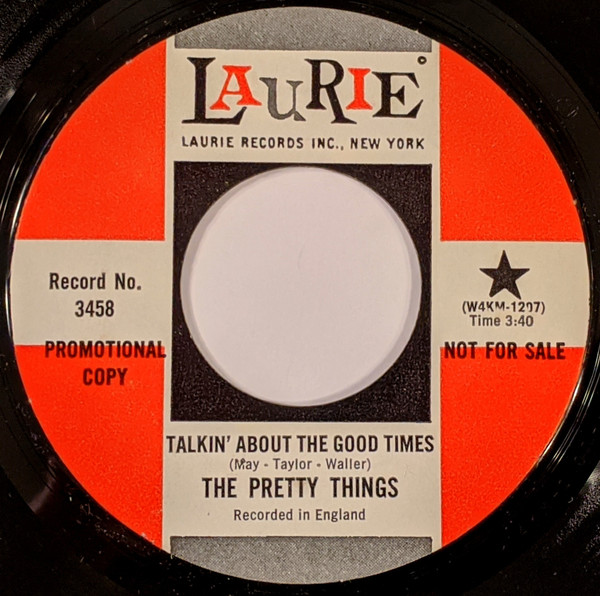 LAURIE
LAURIE RECORDS INC., NEW YORK
Record No.
3458
(W4KM-1297)
Time 3:40
PROMOTIONAL
COPY
NOT FOR SALE
TALKIN' ABOUT THE GOOD TIMES
(May - Taylor - Waller)
THE PRETTY THINGS
Recorded in England